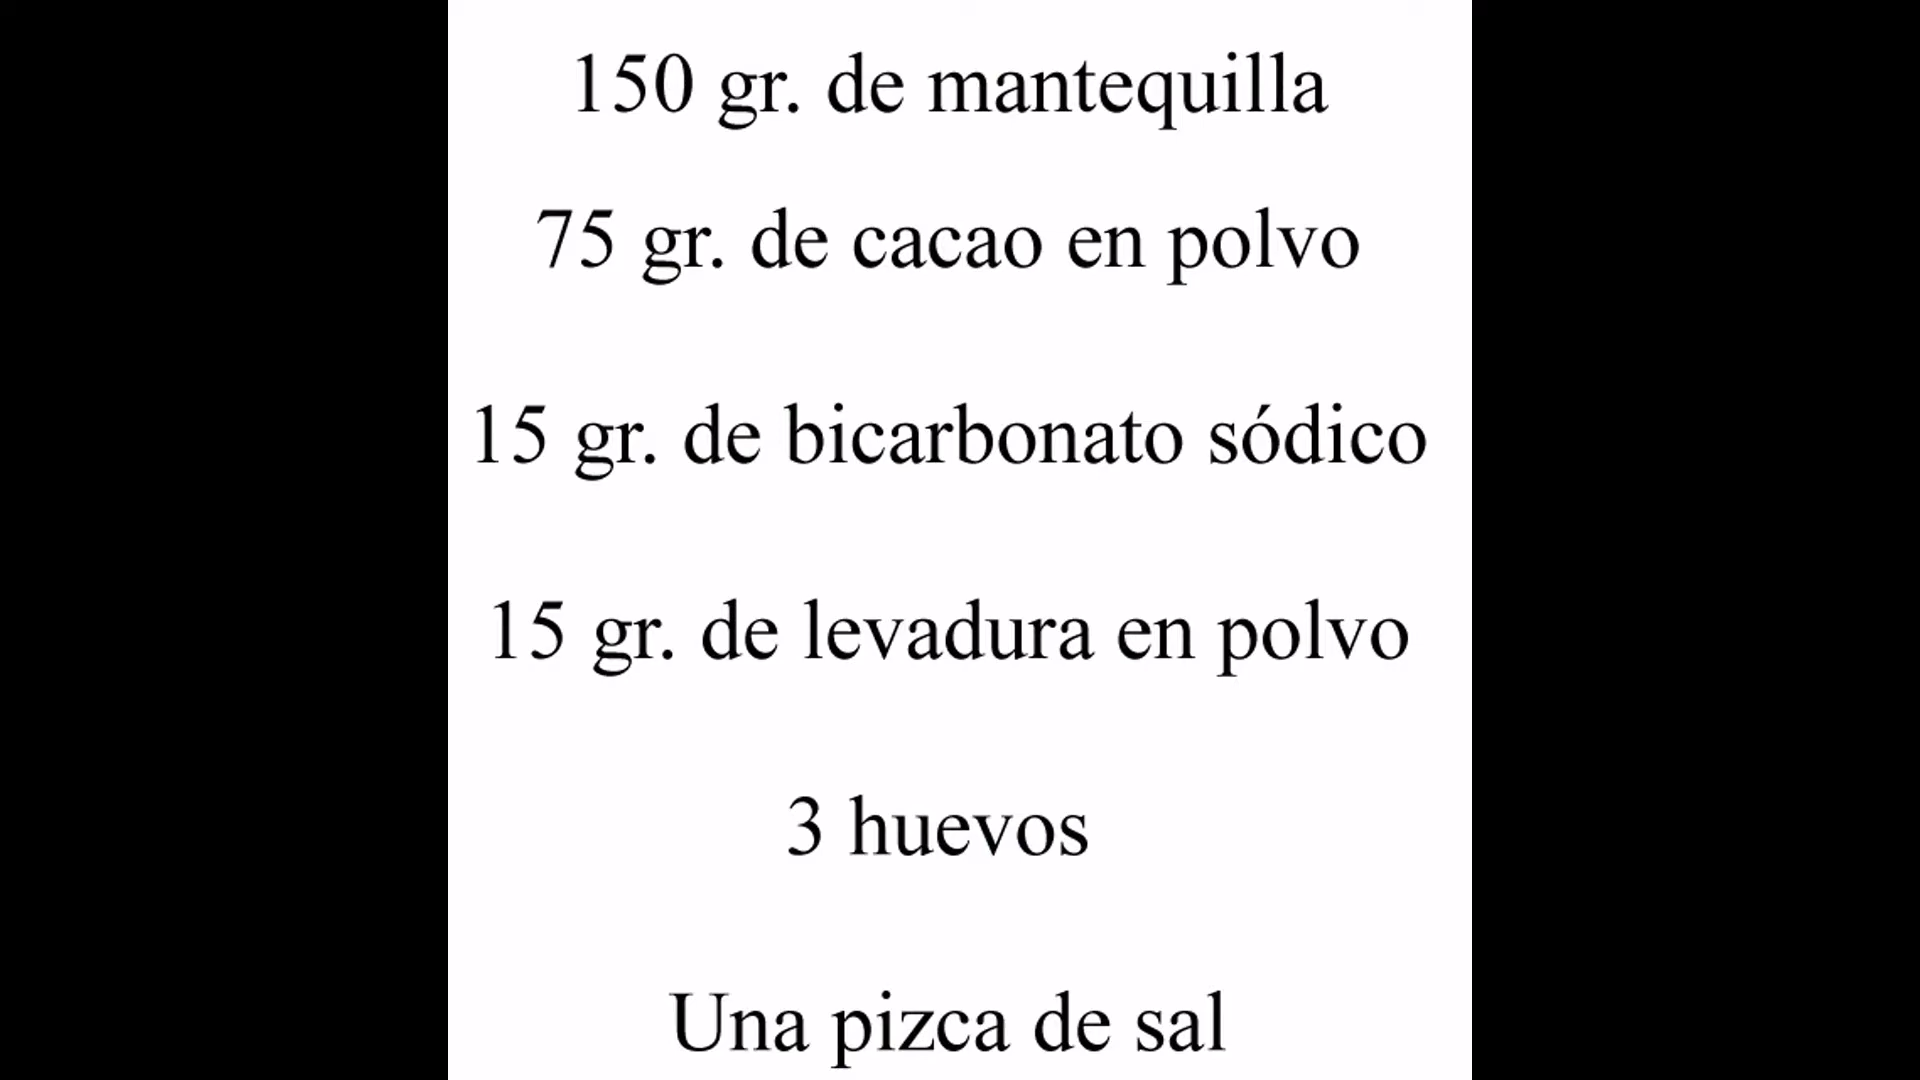 150 gr. de mantequilla
75 gr. de cacao en polvo
15 gr. de bicarbonato sódico
15 gr. de levadura en polvo
3 huevos
Una pizca de sal